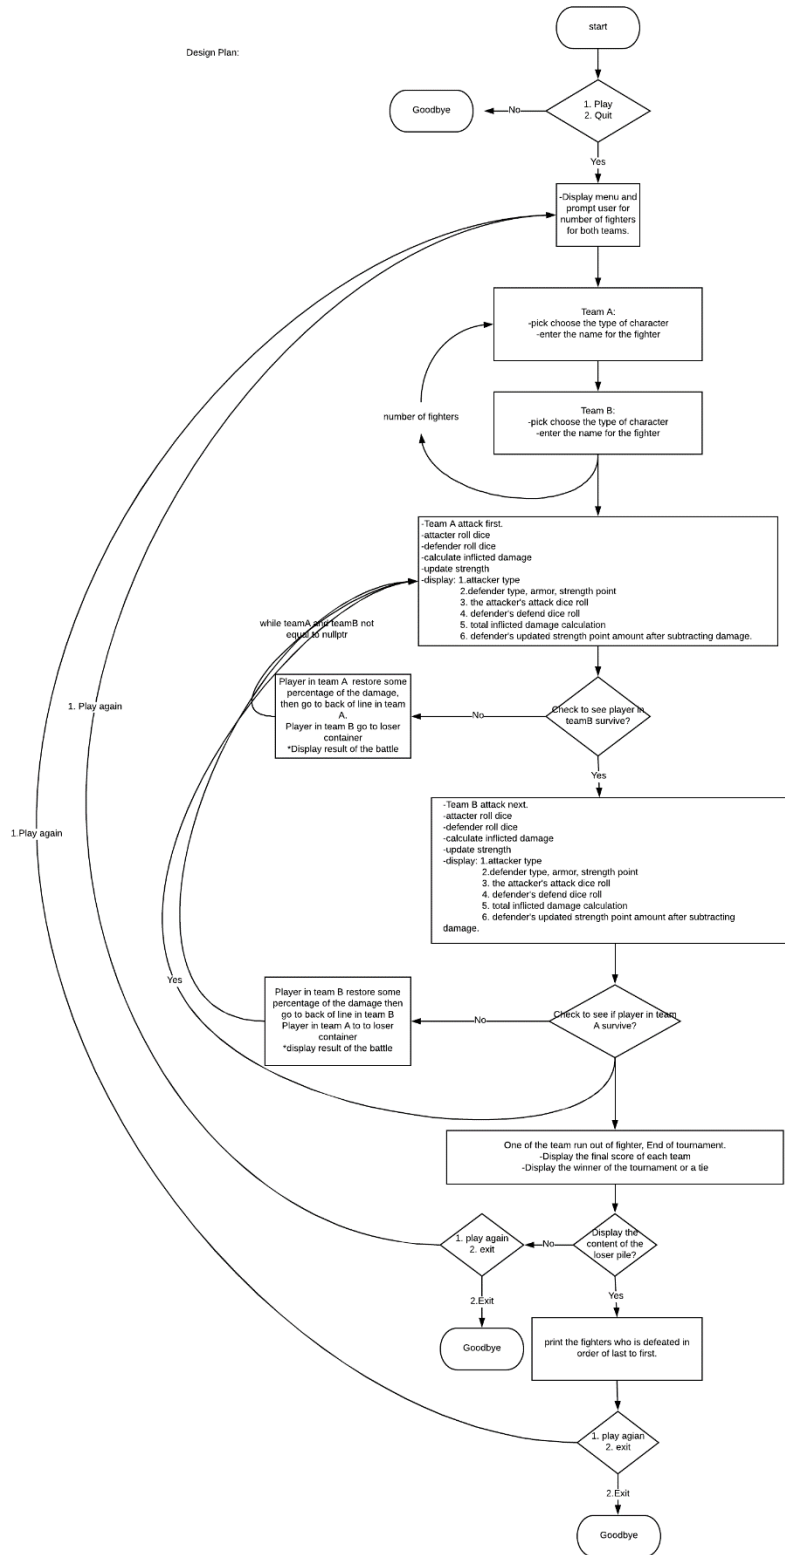 start
Design Plan:
1. Play
2. Quit
No
Goodbye
Yes
-Display menu and
prompt user for
number of fighters
for both teams.
Team A:
-pick choose the type of character
-enter the name for the fighter
number of fighters
Team B:
-pick choose the type of character
-enter the name for the fighter
-Team A attack first.
-attacter roll dice
-defender roll dice
-calculate inflicted damage
-update strength
-display: 1.attacker type
2.defender type, armor, strength point
3. the attacker's attack dice roll
4. defender's defend dice roll
5. total inflicted damage calculation
6. defender's updated strength point amount after subtracting damage.
while teamA and teamB not
equal to nullptr
Player in team A  restore some
percentage of the damage,
then go to back of line in team
A.
Player in team B go to loser
container
*Display result of the battle
No
Check to see player in
teamB survive?
1. Play again
Yes
-Team B attack next.
-attacter roll dice
-defender roll dice
-calculate inflicted damage
-update strength
-display: 1.attacker type
2.defender type, armor, strength point
3. the attacker's attack dice roll
4. defender's defend dice roll
5. total inflicted damage calculation
6. defender's updated strength point amount after subtracting
damage.
1.Play again
Yes
Player in team B restore some
percentage of the damage then
go to back of line in team B
Player in team A to to loser
container
*display result of the battle
No
Check to see if player in team
A survive?
One of the team run out of fighter, End of tournament.
-Display the final score of each team
-Display the winner of the tournament or a tie
1. play again
2. exit
No
Display the
content of the
loser pile?
2.Exit
Yes
Goodbye
print the fighters who is defeated in
order of last to first.
1. play agian
2. exit
2.Exit
Goodbye